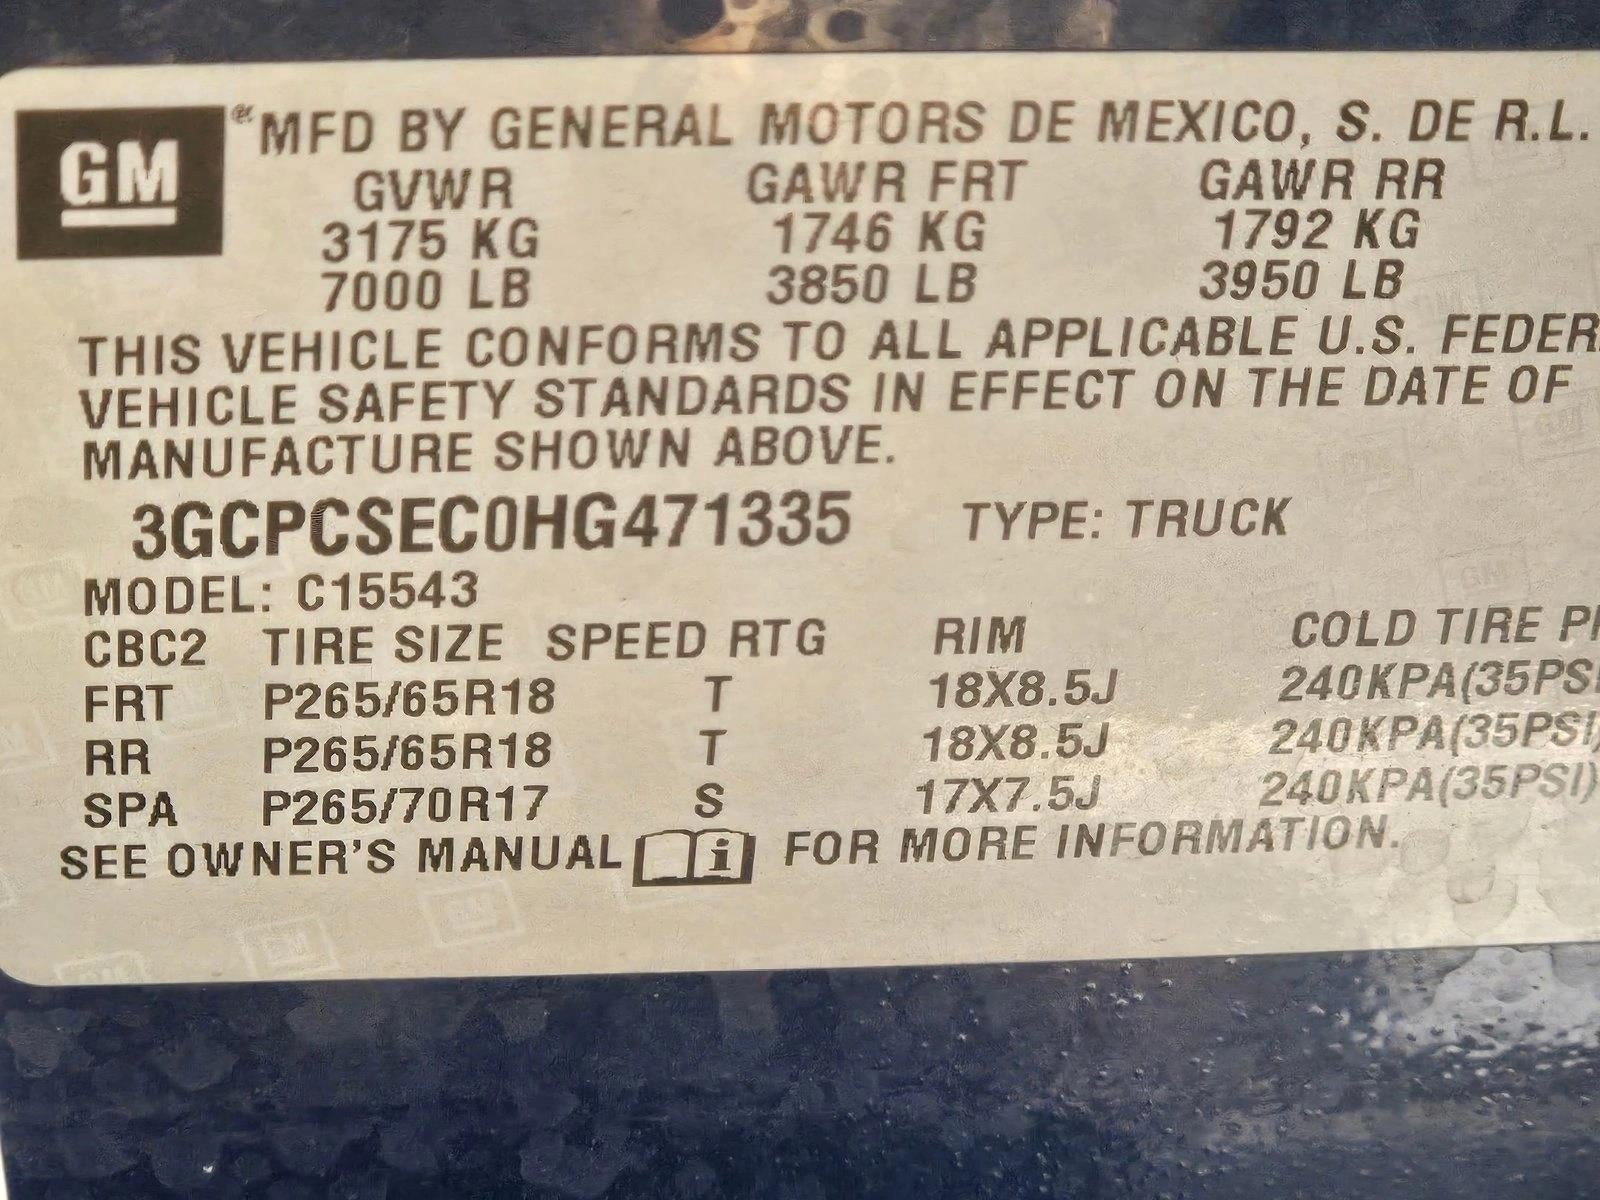 GM MFD BY GENERAL MOTORS DE MEXICO, S. DE R.L.
GVWR GAWR FRT GAWR RR
3175 KG 1746 KG 1792 KG
7000 LB 3850 LB 3950 LB
THIS VEHICLE CONFORMS TO ALL APPLICABLE U.S. FEDER
VEHICLE SAFETY STANDARDS IN EFFECT ON THE DATE OF
MANUFACTURE SHOWN ABOVE.
3GCPCSEC0HG471335 TYPE: TRUCK
MODEL: C15543
CBC2 TIRE SIZE SPEED RTG RIM COLD TIRE
FRT P265/65R18 T 18X8.5J 240KPA(35PSI
RR P265/65R18 T 18X8.5J 240KPA(35PSI)
SPA P265/70R17 S 17X7.5J 240KPA(35PSI)
SEE OWNER'S MANUAL i FOR MORE INFORMATION.